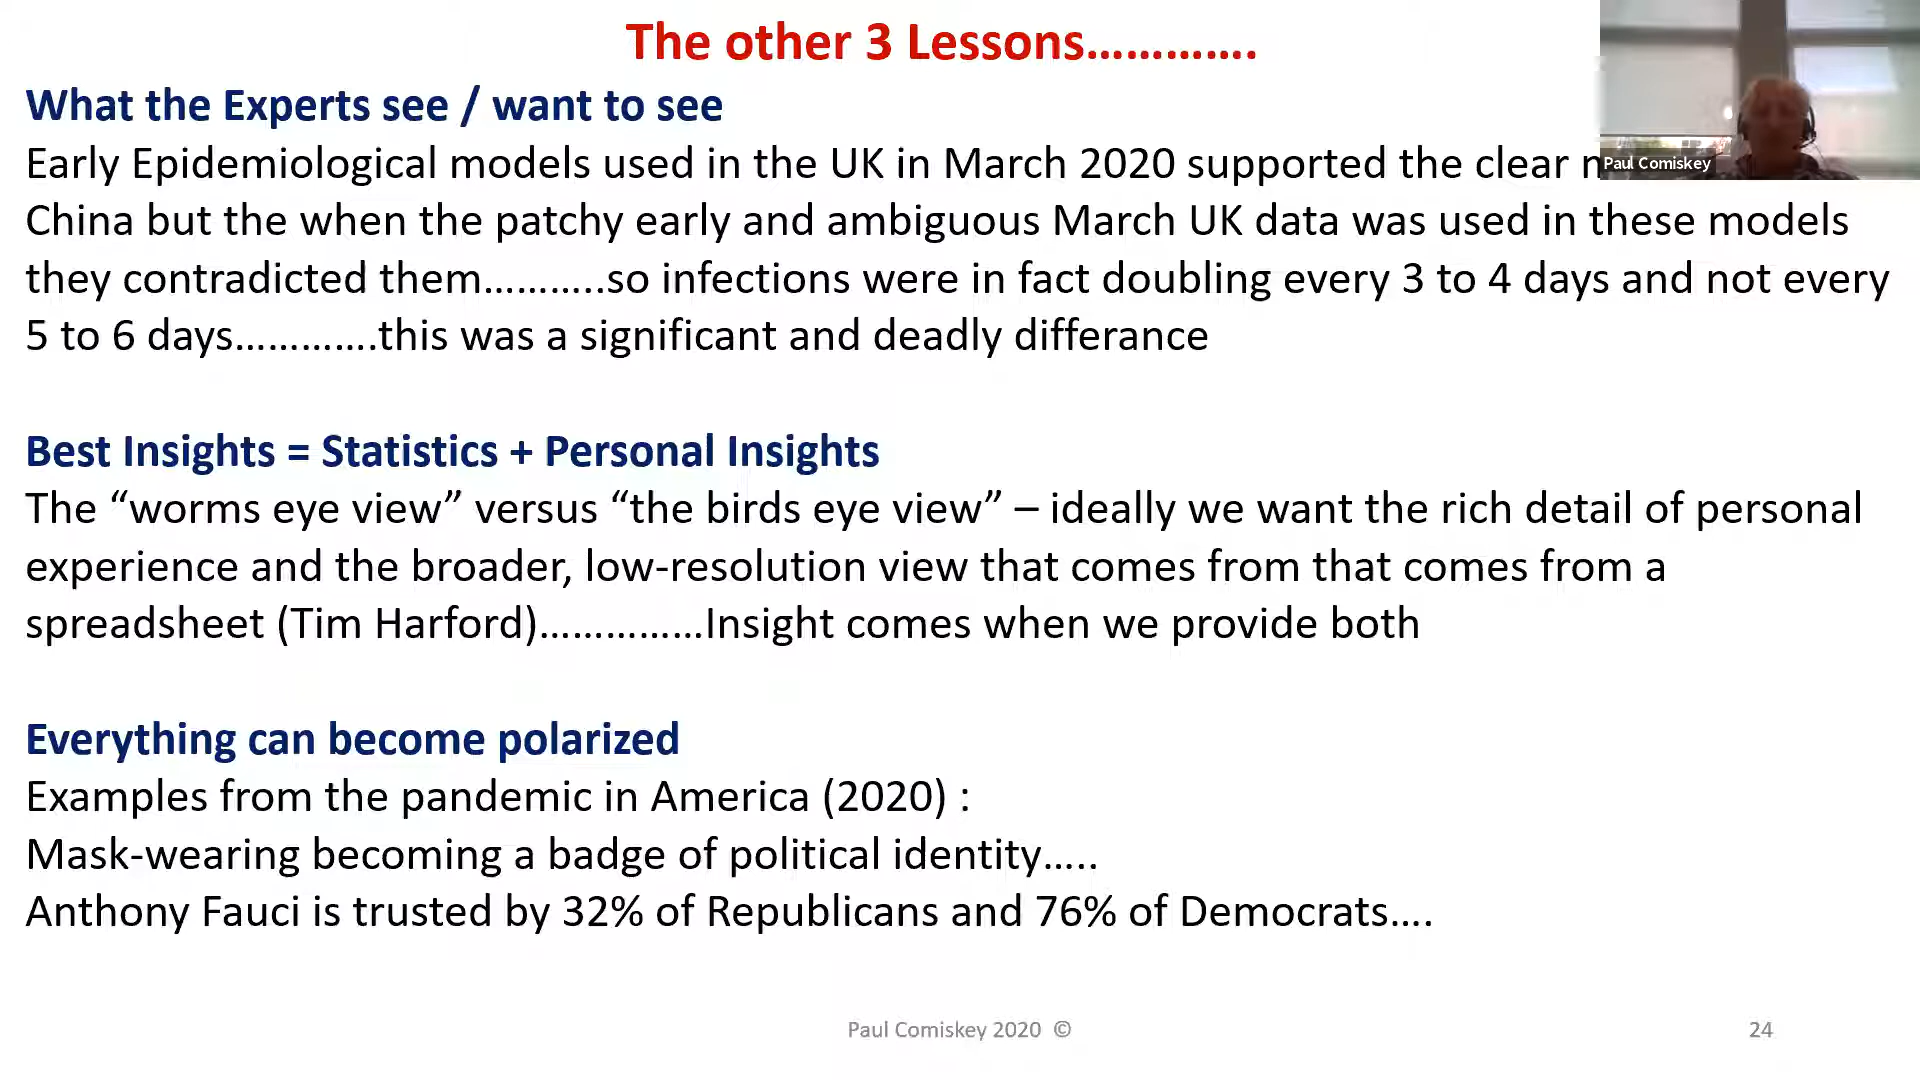 The other 3 Lessons………….
What the Experts see / want to see
Paul Comiskey
Early Epidemiological models used in the UK in March 2020 supported the clear
China but the when the patchy early and ambiguous March UK data was used in these models
they contradicted them………..so infections were in fact doubling every 3 to 4 days and not every
5 to 6 days………….this was a significant and deadly differance
Best Insights = Statistics + Personal Insights
The “worms eye view” versus “the birds eye view” – ideally we want the rich detail of personal
experience and the broader, low-resolution view that comes from that comes from a
spreadsheet (Tim Harford)……………Insight comes when we provide both
Everything can become polarized
Examples from the pandemic in America (2020) :
Mask-wearing becoming a badge of political identity…..
Anthony Fauci is trusted by 32% of Republicans and 76% of Democrats….
Paul Comiskey 2020 ©
24